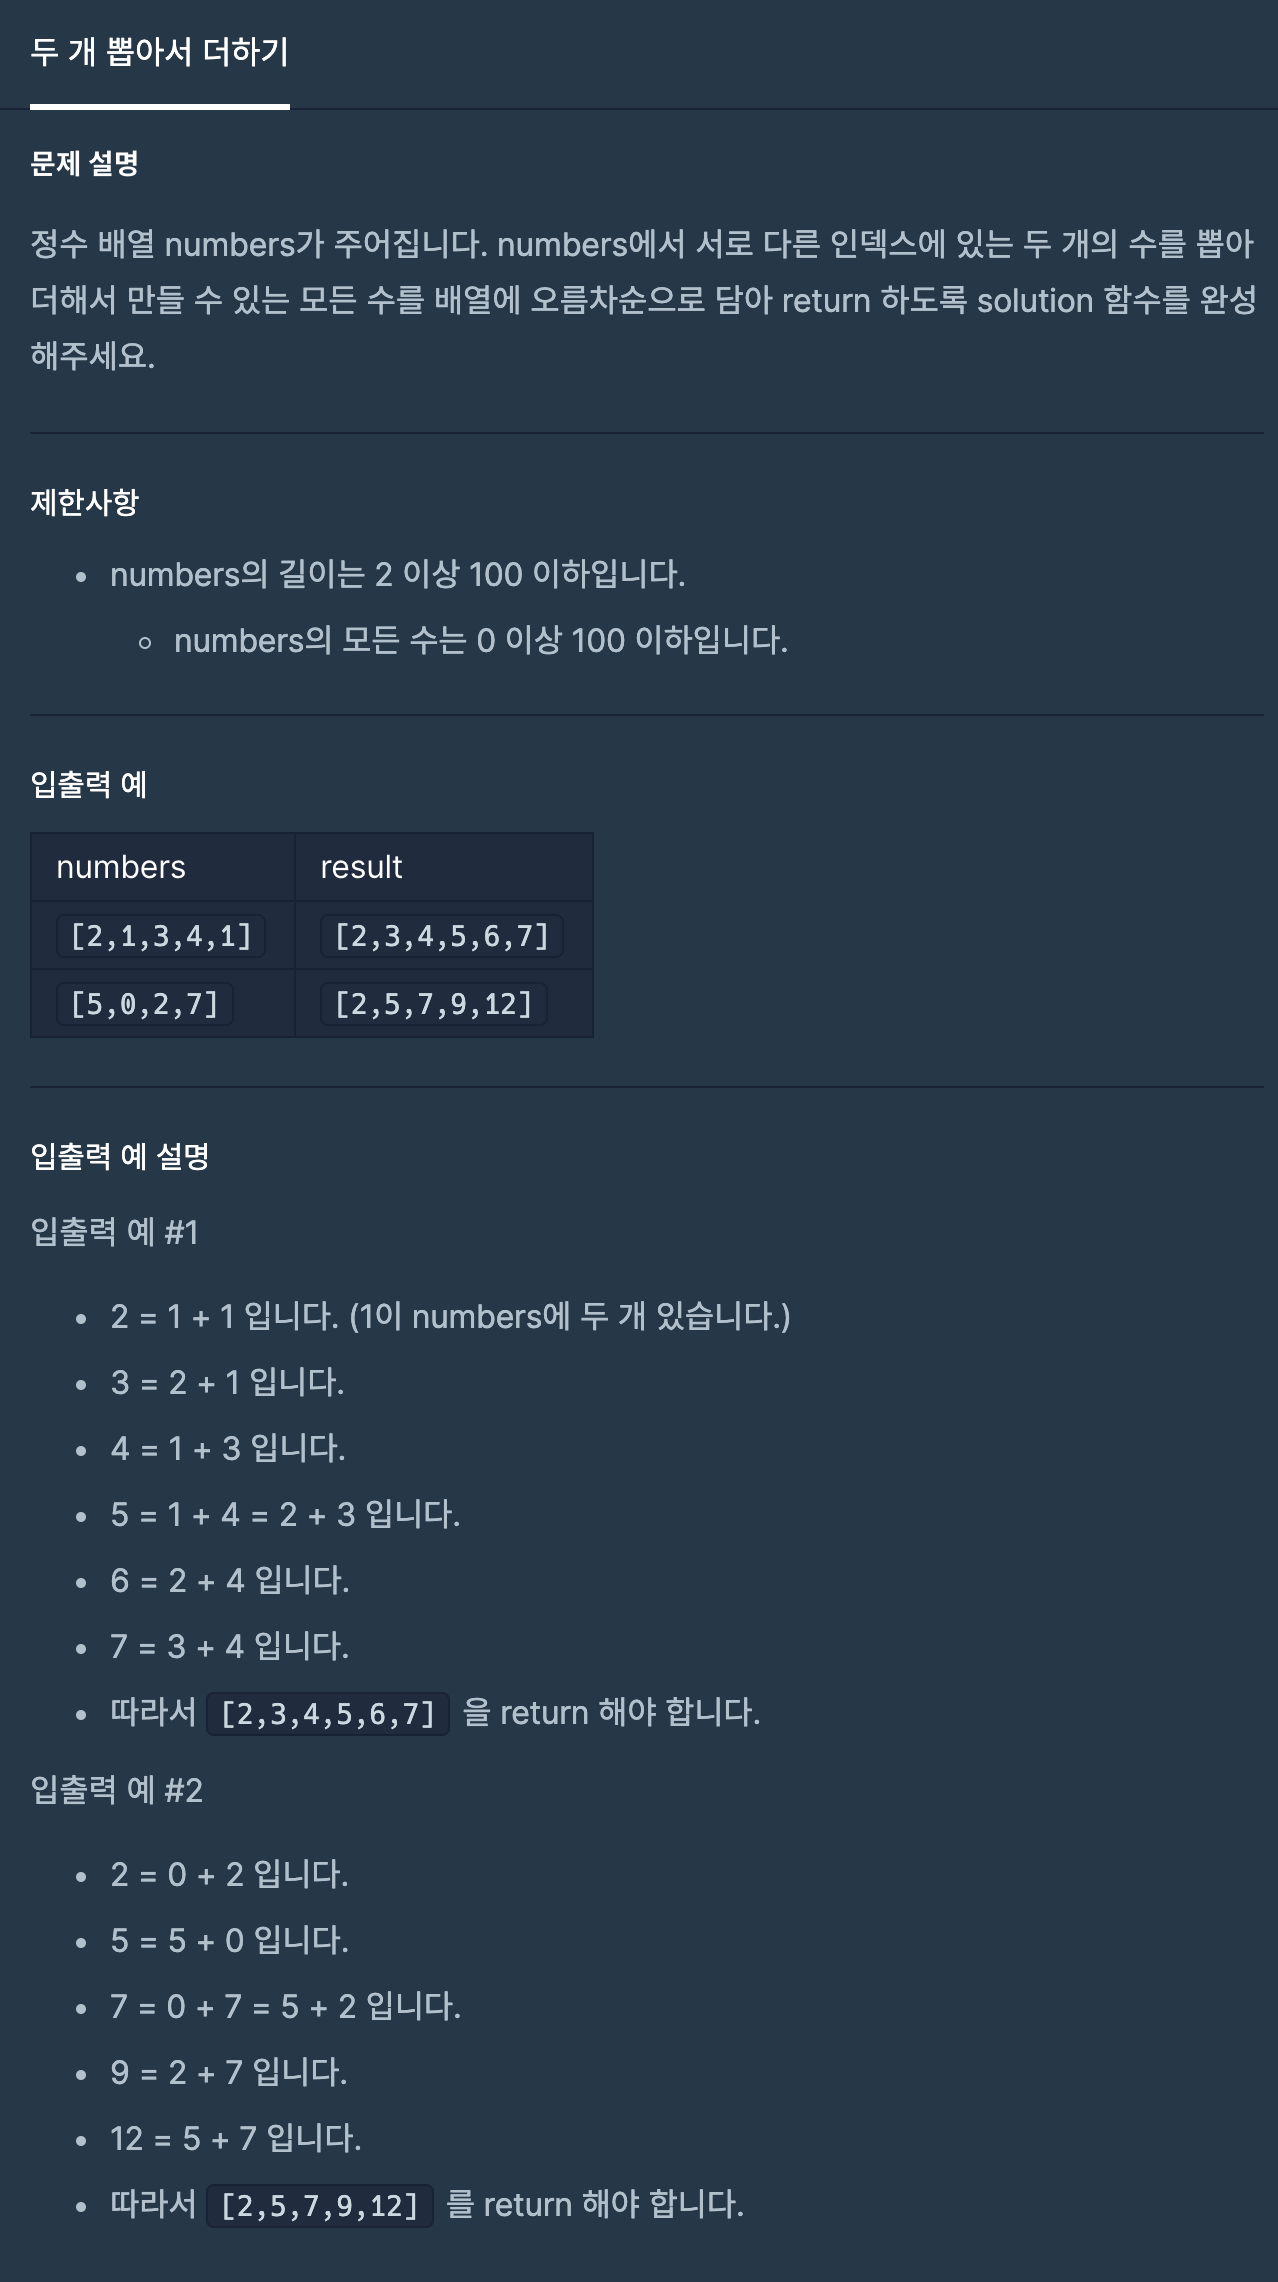 두 개 뽑아서 더하기
문제 설명
정수 배열 numbers가 주어집니다. numbers에서 서로 다른 인덱스에 있는 두 개의 수를 뽑아
더해서 만들 수 있는 모든 수를 배열에 오름차순으로 담아 return 하도록 solution 함수를 완성
해주세요.
제한사항
• numbers의 길이는 2 이상 100 이하입니다.
◦ numbers의 모든 수는 0 이상 100 이하입니다.
입출력 예
numbers result
[2,1,3,4,1] [2,3,4,5,6,7]
[5,0,2,7] [2,5,7,9,12]
입출력 예 설명
입출력 예 #1
• 2 = 1 + 1 입니다. (1이 numbers에 두 개 있습니다.)
• 3 = 2 + 1 입니다.
• 4 = 1 + 3 입니다.
• 5 = 1 + 4 = 2 + 3 입니다.
• 6 = 2 + 4 입니다.
• 7 = 3 + 4 입니다.
• 따라서 [2,3,4,5,6,7] 을 return 해야 합니다.
입출력 예 #2
• 2 = 0 + 2 입니다.
• 5 = 5 + 0 입니다.
• 7 = 0 + 7 = 5 + 2 입니다.
• 9 = 2 + 7 입니다.
• 12 = 5 + 7 입니다.
• 따라서 [2,5,7,9,12] 를 return 해야 합니다.